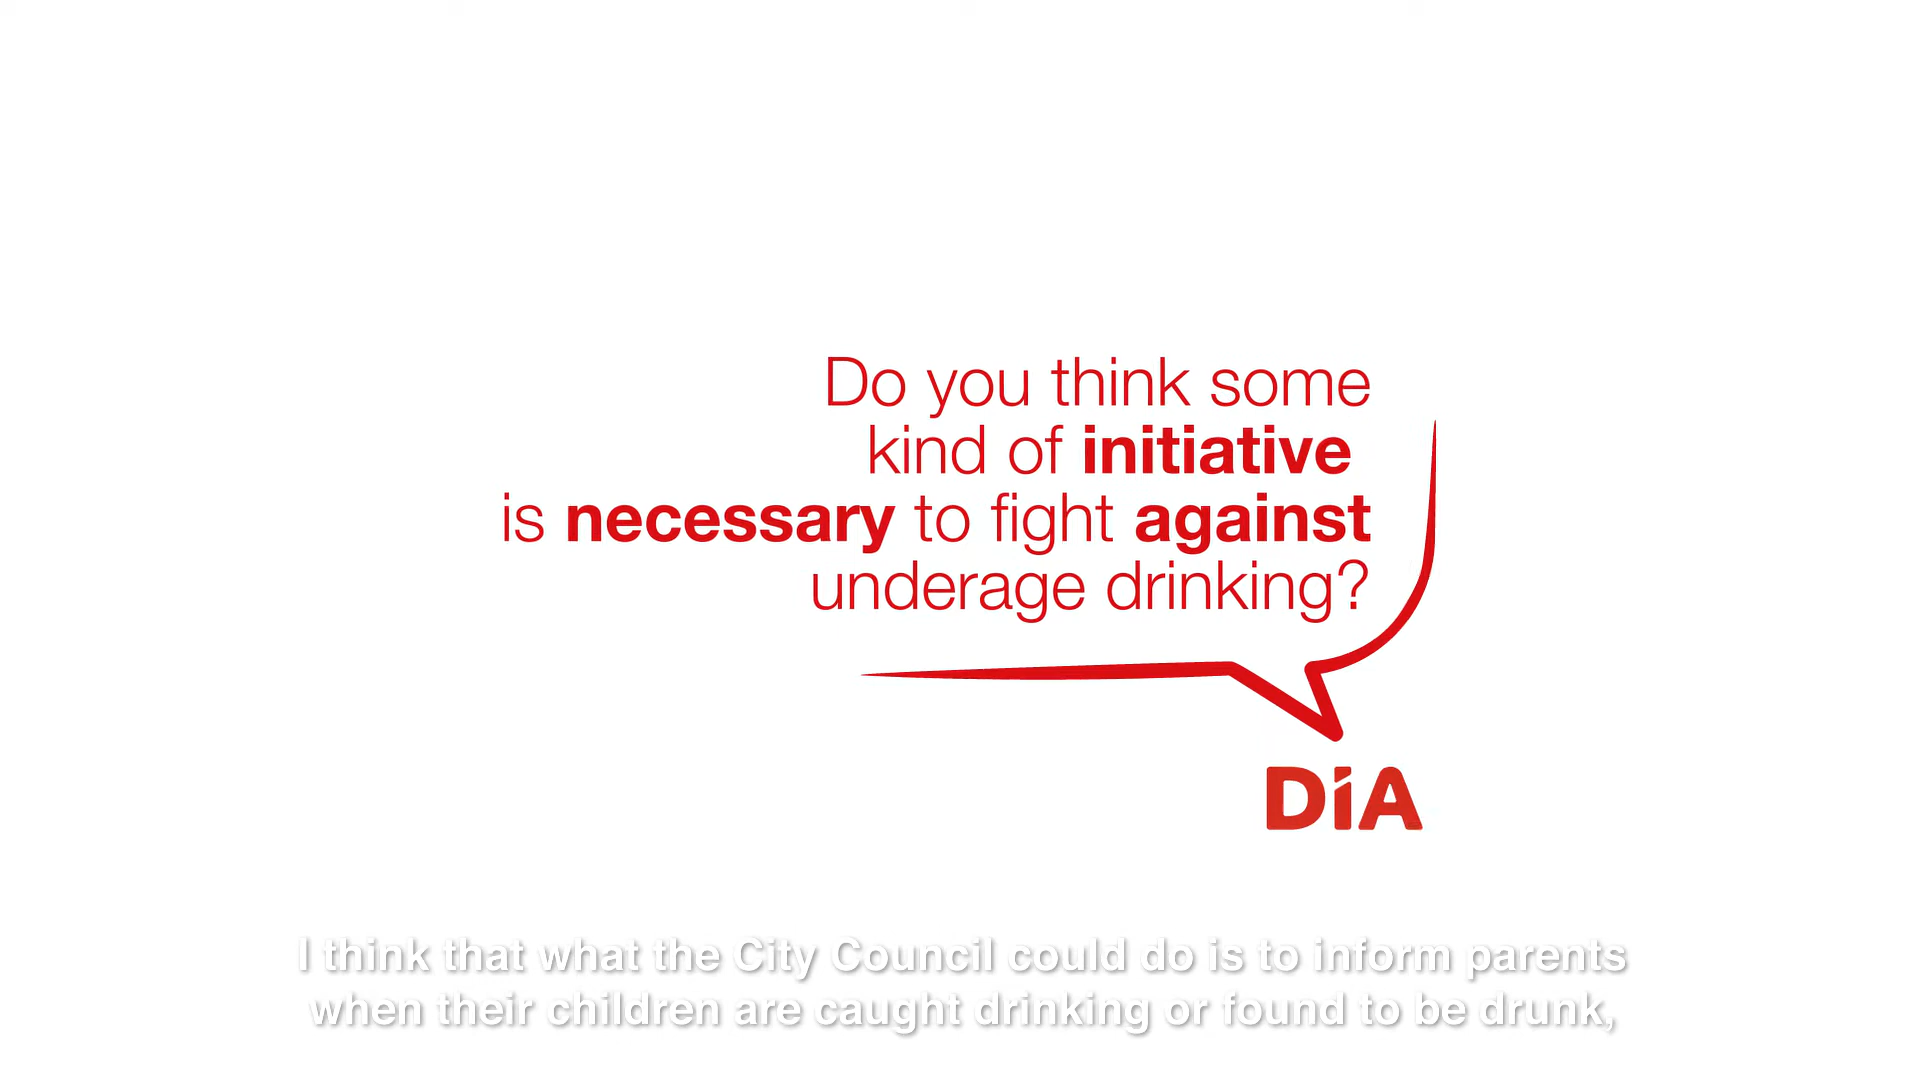 Do you think some
kind of initiative
is necessary to fight against
underage drinking?
DiA
I think that what the City Council could do is to inform parents
when their children are caught drinking or found to be drunk,